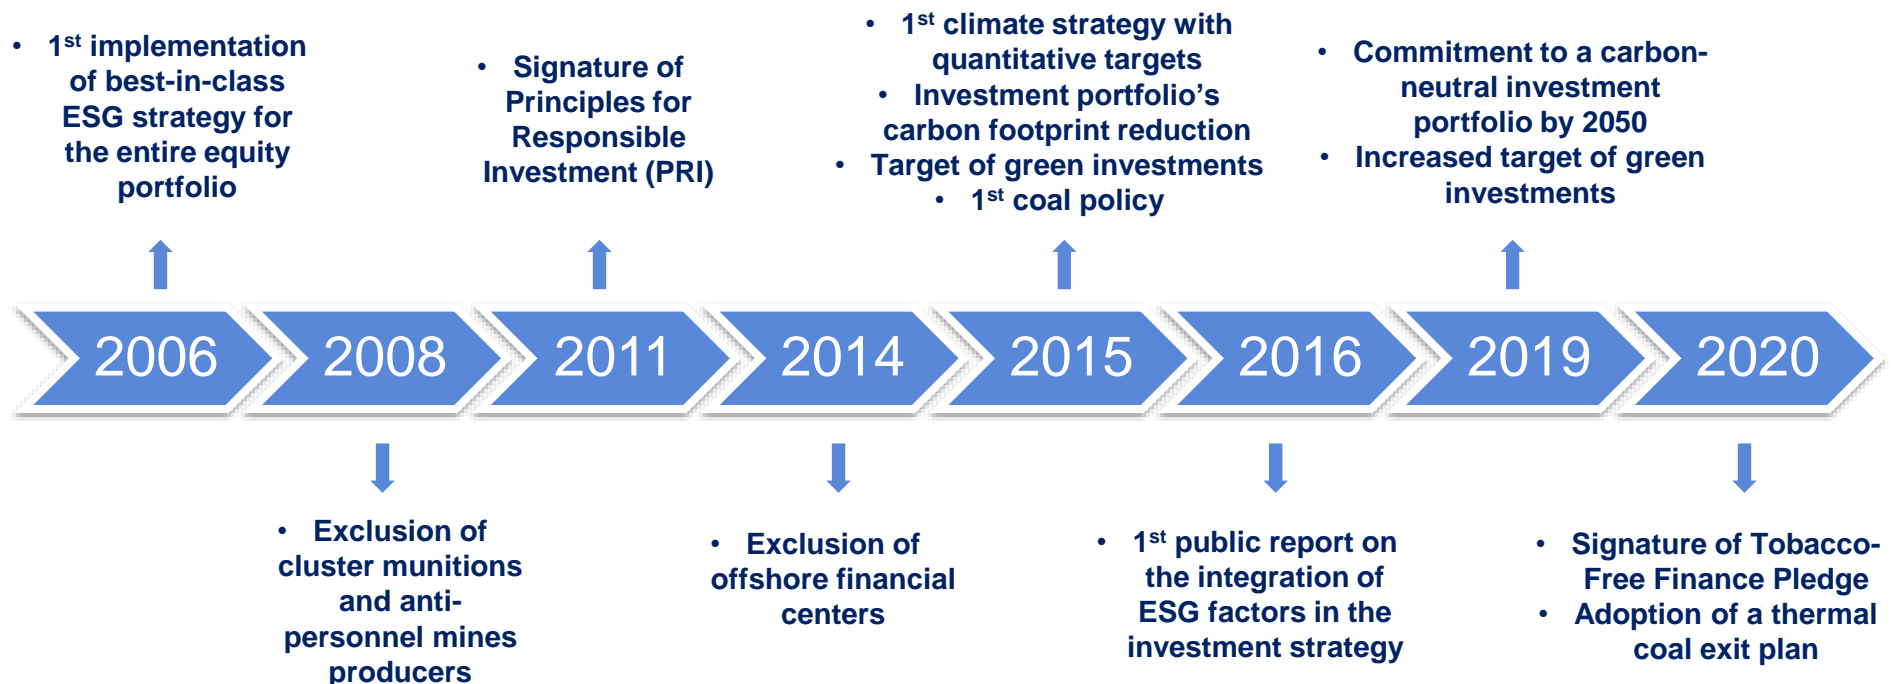 • 1st implementation
of best-in-class
ESG strategy for
the entire equity
portfolio
• Signature of
Principles for
Responsible
Investment (PRI)
• 1st climate strategy with
quantitative targets
• Investment portfolio’s
carbon footprint reduction
• Target of green investments
• 1st coal policy
• Commitment to a carbon-
neutral investment
portfolio by 2050
• Increased target of green
investments
2006
2008
2011
2014
2015
2016
2019
2020
• Exclusion of
cluster munitions
and anti-
personnel mines
producers
• Exclusion of
offshore financial
centers
• 1st public report on
the integration of
ESG factors in the
investment strategy
• Signature of Tobacco-
Free Finance Pledge
• Adoption of a thermal
coal exit plan